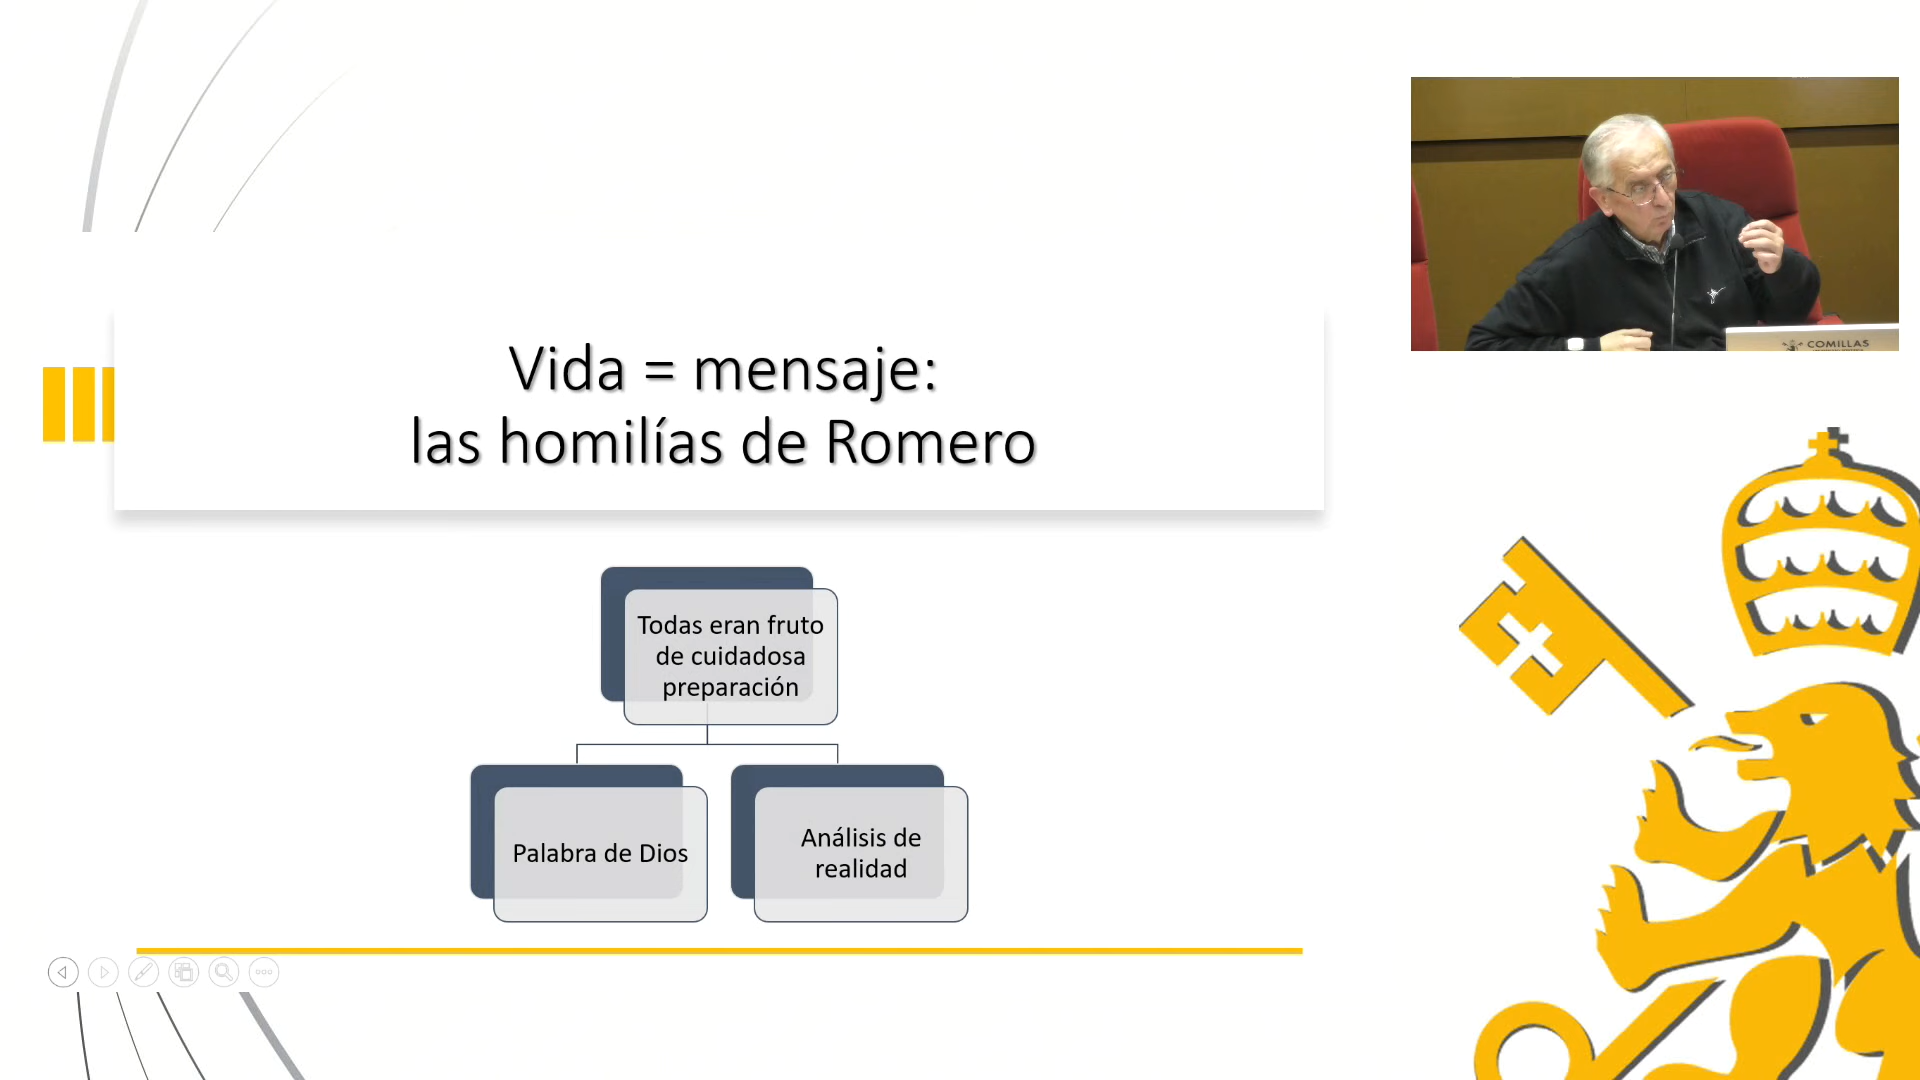 Vida = mensaje:
las homilías de Romero
Todas eran fruto
de cuidadosa
preparación
Palabra de Dios
Análisis de
realidad
COMILLAS